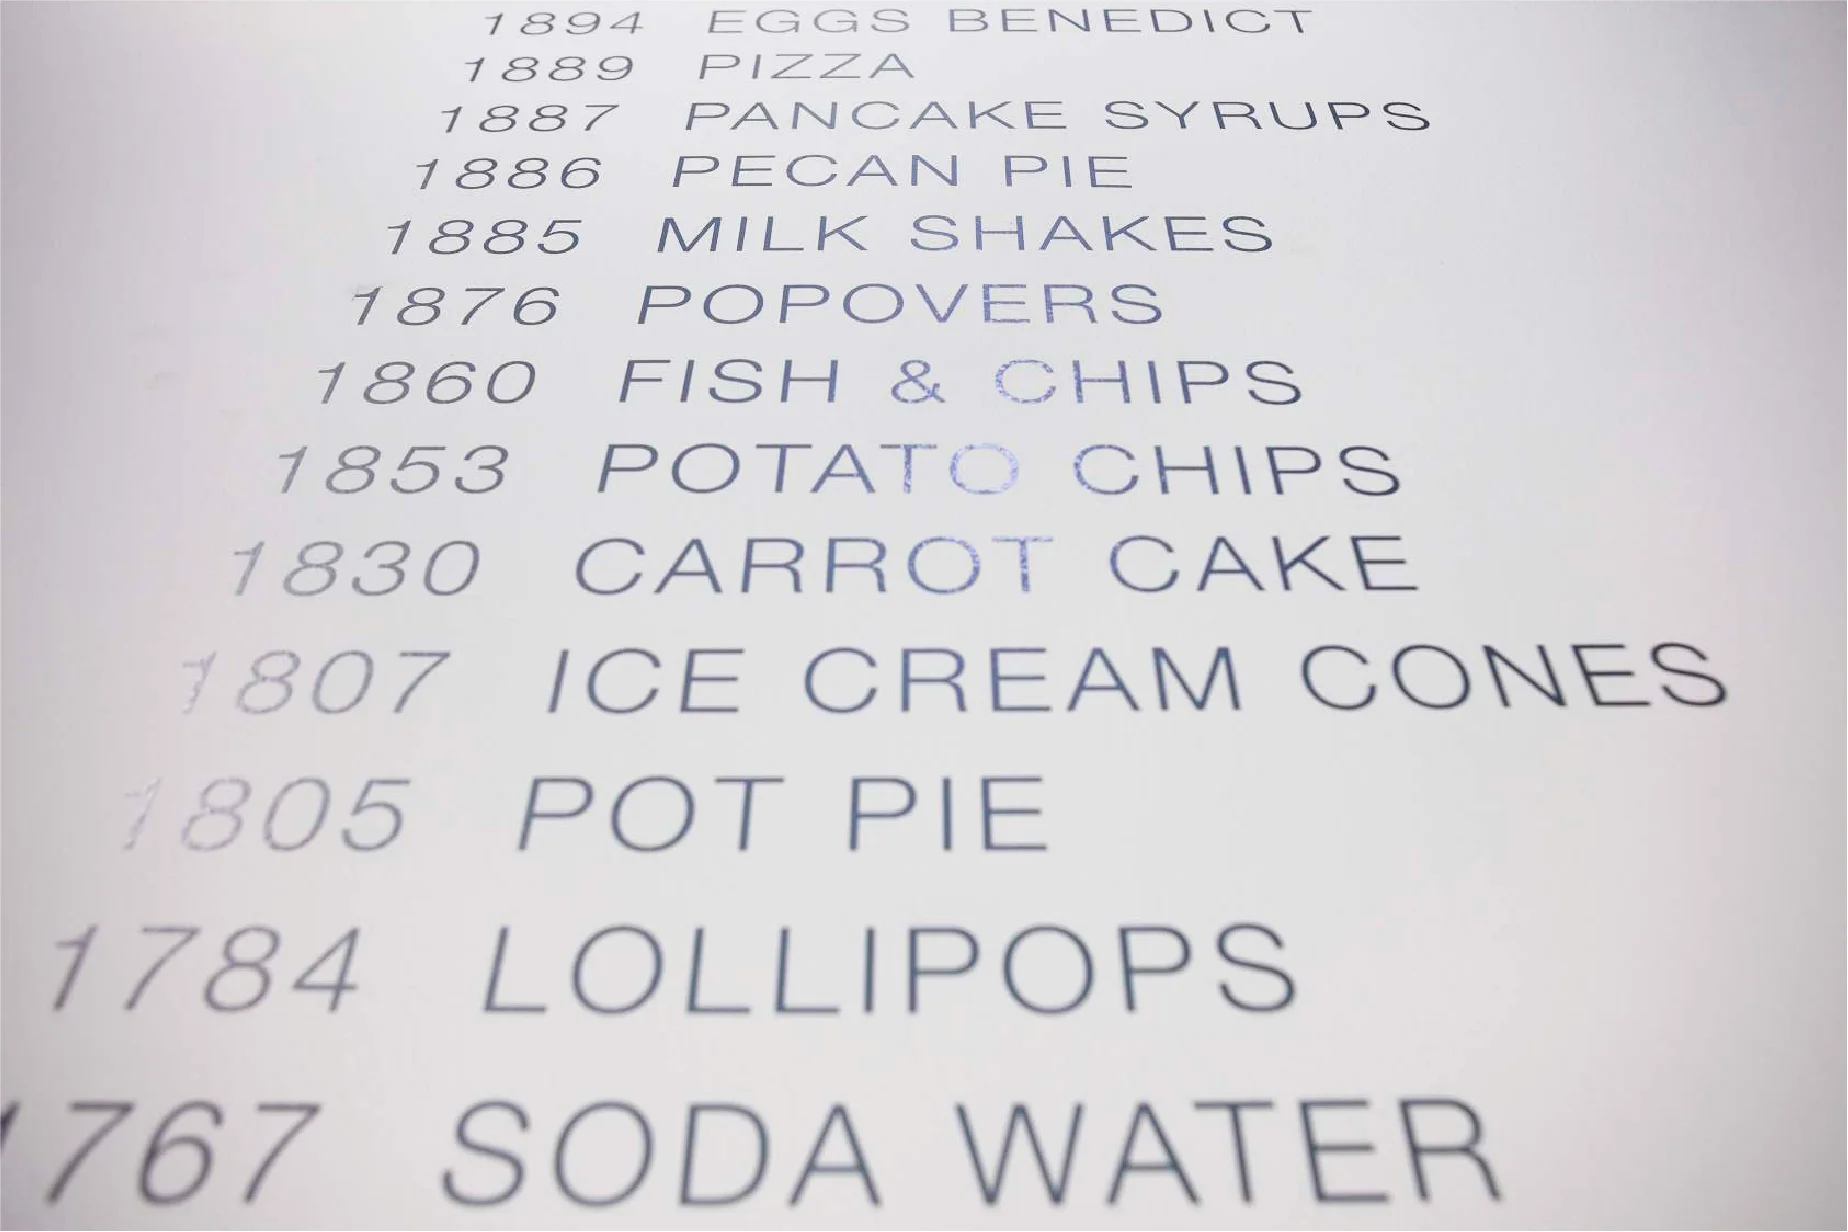 1894 EGGS BENEDICT
1889 PIZZA
1887 PANCAKE SYRUPS
1886 PECAN PIE
1885 MILK SHAKES
1876 POPOVERS
1860 FISH & CHIPS
1853 POTATO CHIPS
1830 CARROT CAKE
1807 ICE CREAM CONES
1805 POT PIE
1784 LOLLIPOPS
1767 SODA WATER